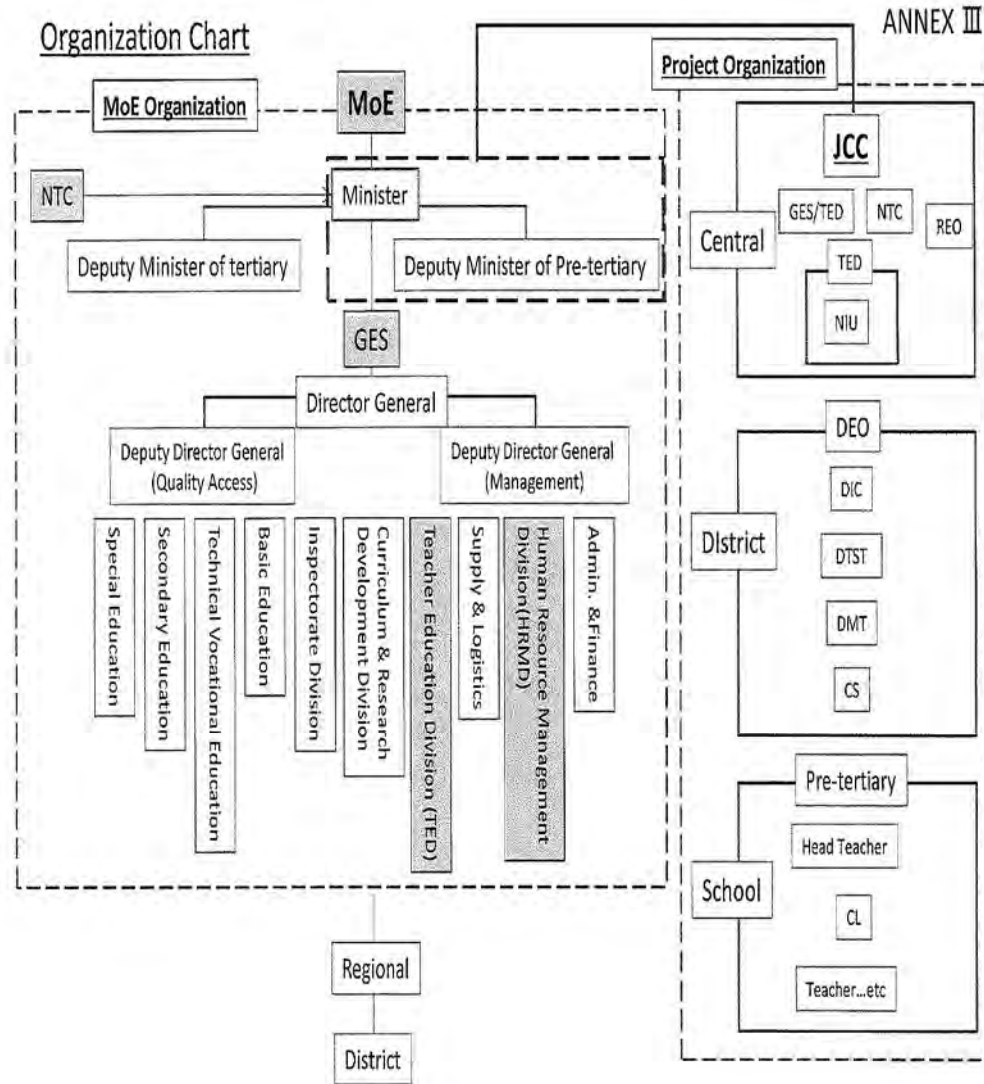 ANNEX III
Organization Chart
MoE Organization
MoE
NTC
Minister
Deputy Minister of tertiary
Deputy Minister of Pre-tertiary
GES
Director General
Deputy Director General
(Quality Access)
Deputy Director General
(Management)
Special Education
Secondary Education
Technical Vocational Education
Basic Education
Inspectorate Division
Curriculum & Research
Development Division
Teacher Education Division (TED)
Supply & Logistics
Human Resource Management
Division(HRMD)
Admin. &Finance
Regional
District
Project Organization
JCC
Central
GES/TED
NTC
REO
TED
NIU
DEO
DIC
DIstrict
DTST
DMT
CS
Pre-tertiary
Head Teacher
School
CL
Teacher...etc